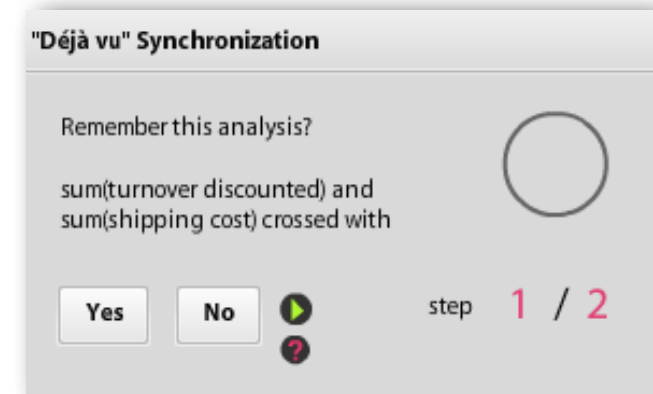 "Déjà vu" Synchronization
Remember this analysis?
sum(turnover discounted) and
sum(shipping cost) crossed with
Yes No ?
step 1 / 2